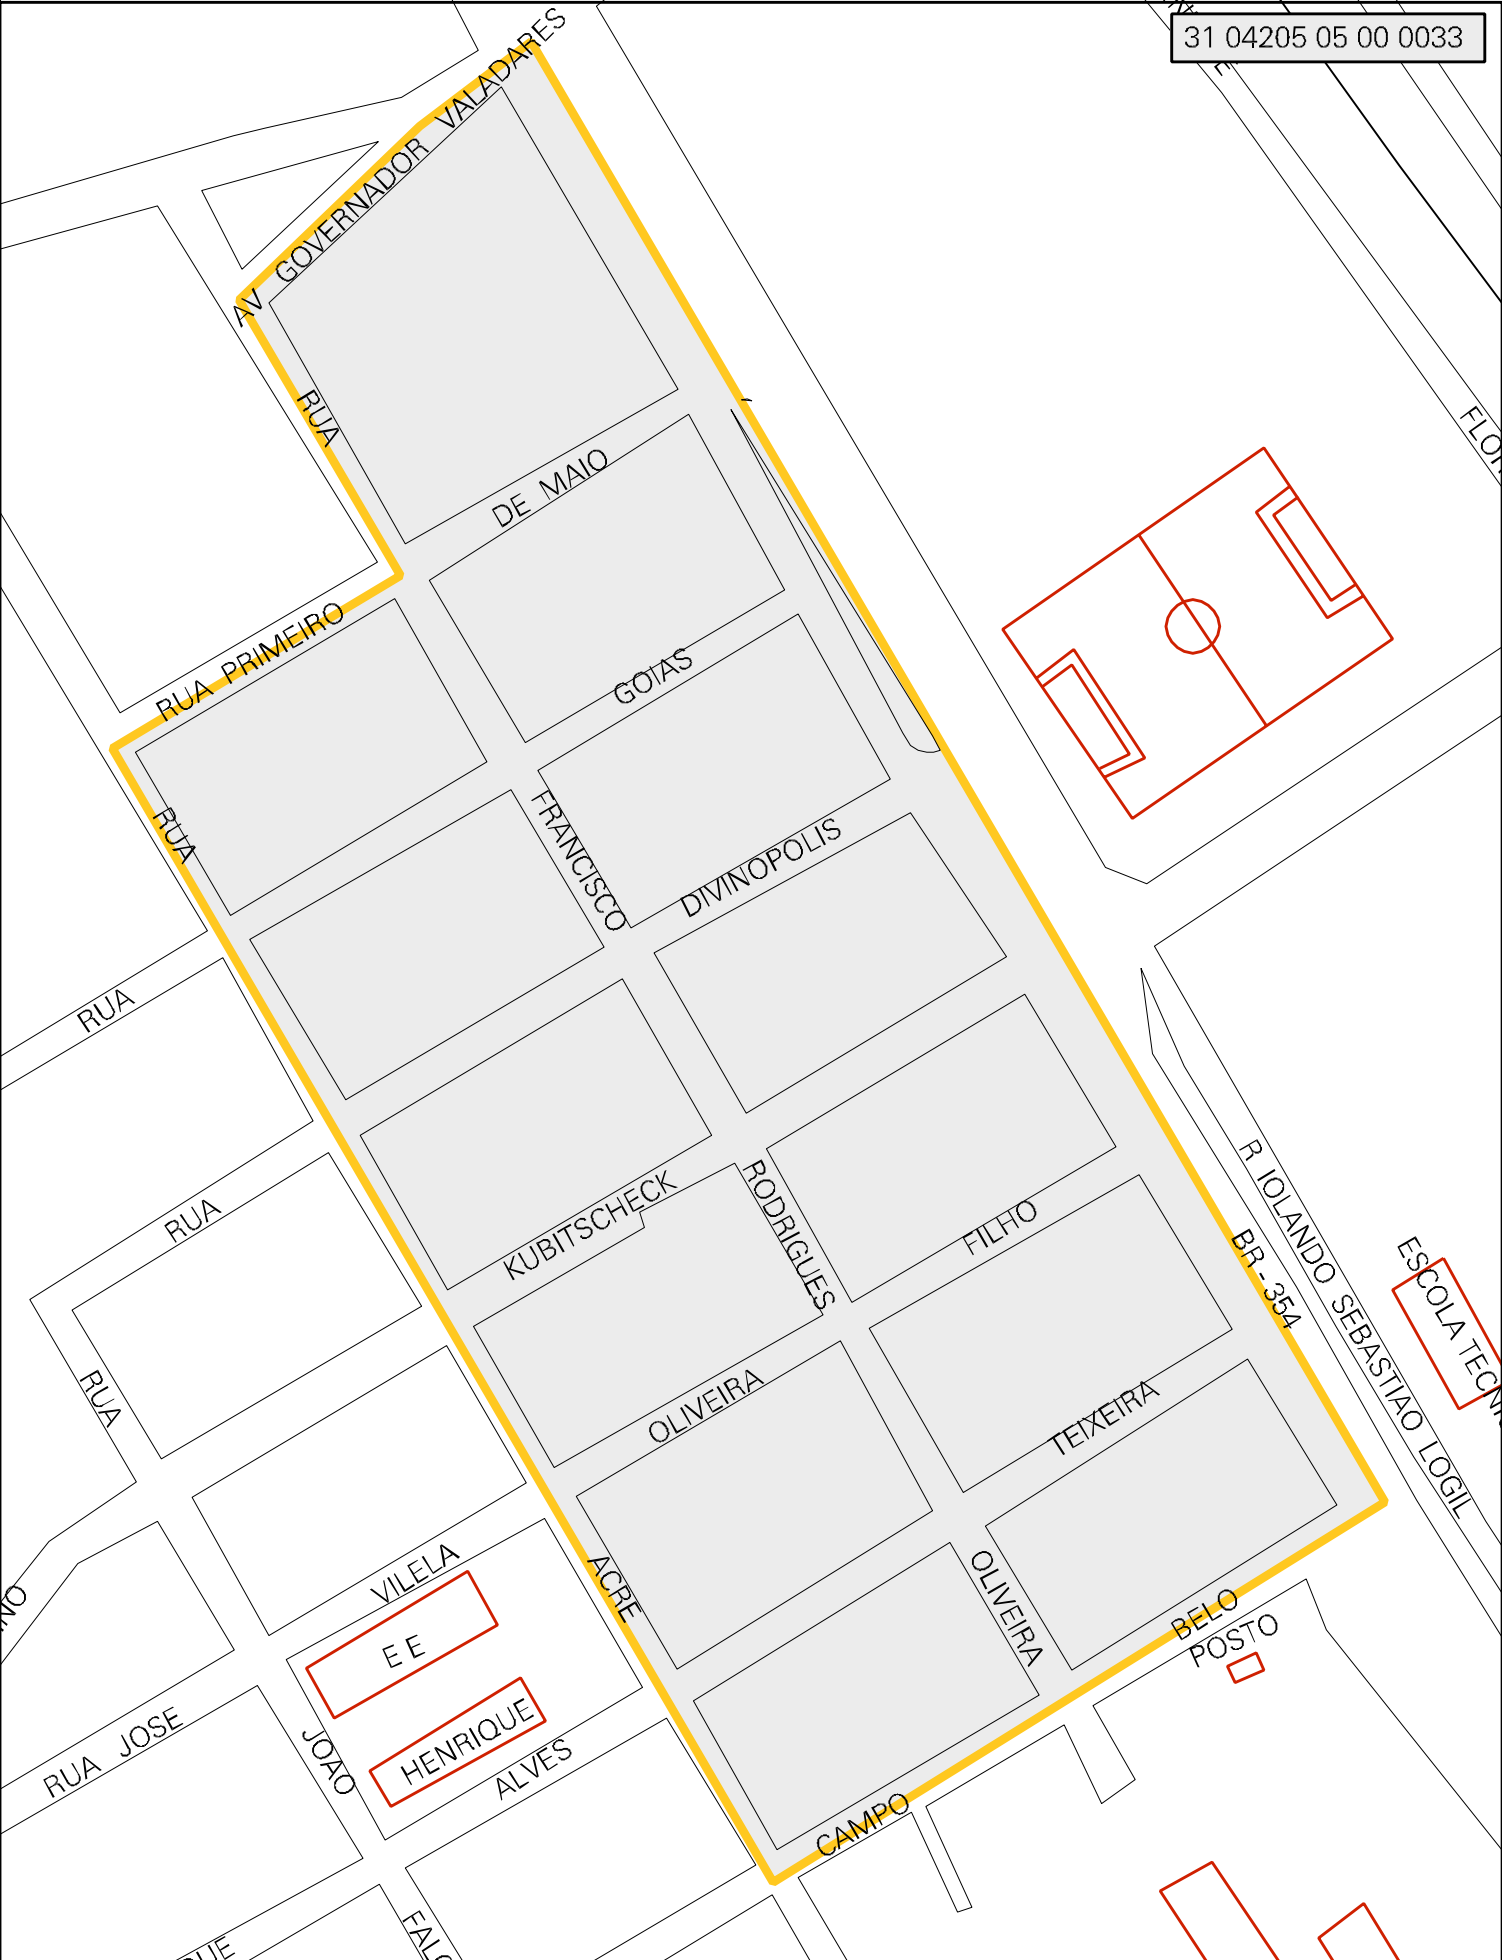 31 04205 05 00 0033
AV GOVERNADOR VALADARES
RUA
DE MAIO
RUA PRIMEIRO
GOIAS
RUA
FRANCISCO
DIVINOPOLIS
RUA
RUA
KUBITSCHECK
RODRIGUES
FILHO
R IOLANDO SEBASTIAO LOGIL
BR - 354
ESCOLA TECN
RUA
OLIVEIRA
TEIXEIRA
VILELA
ACRE
OLIVEIRA
BELO
POSTO
E E
HENRIQUE
RUA JOSE
JOAO
ALVES
CAMPO